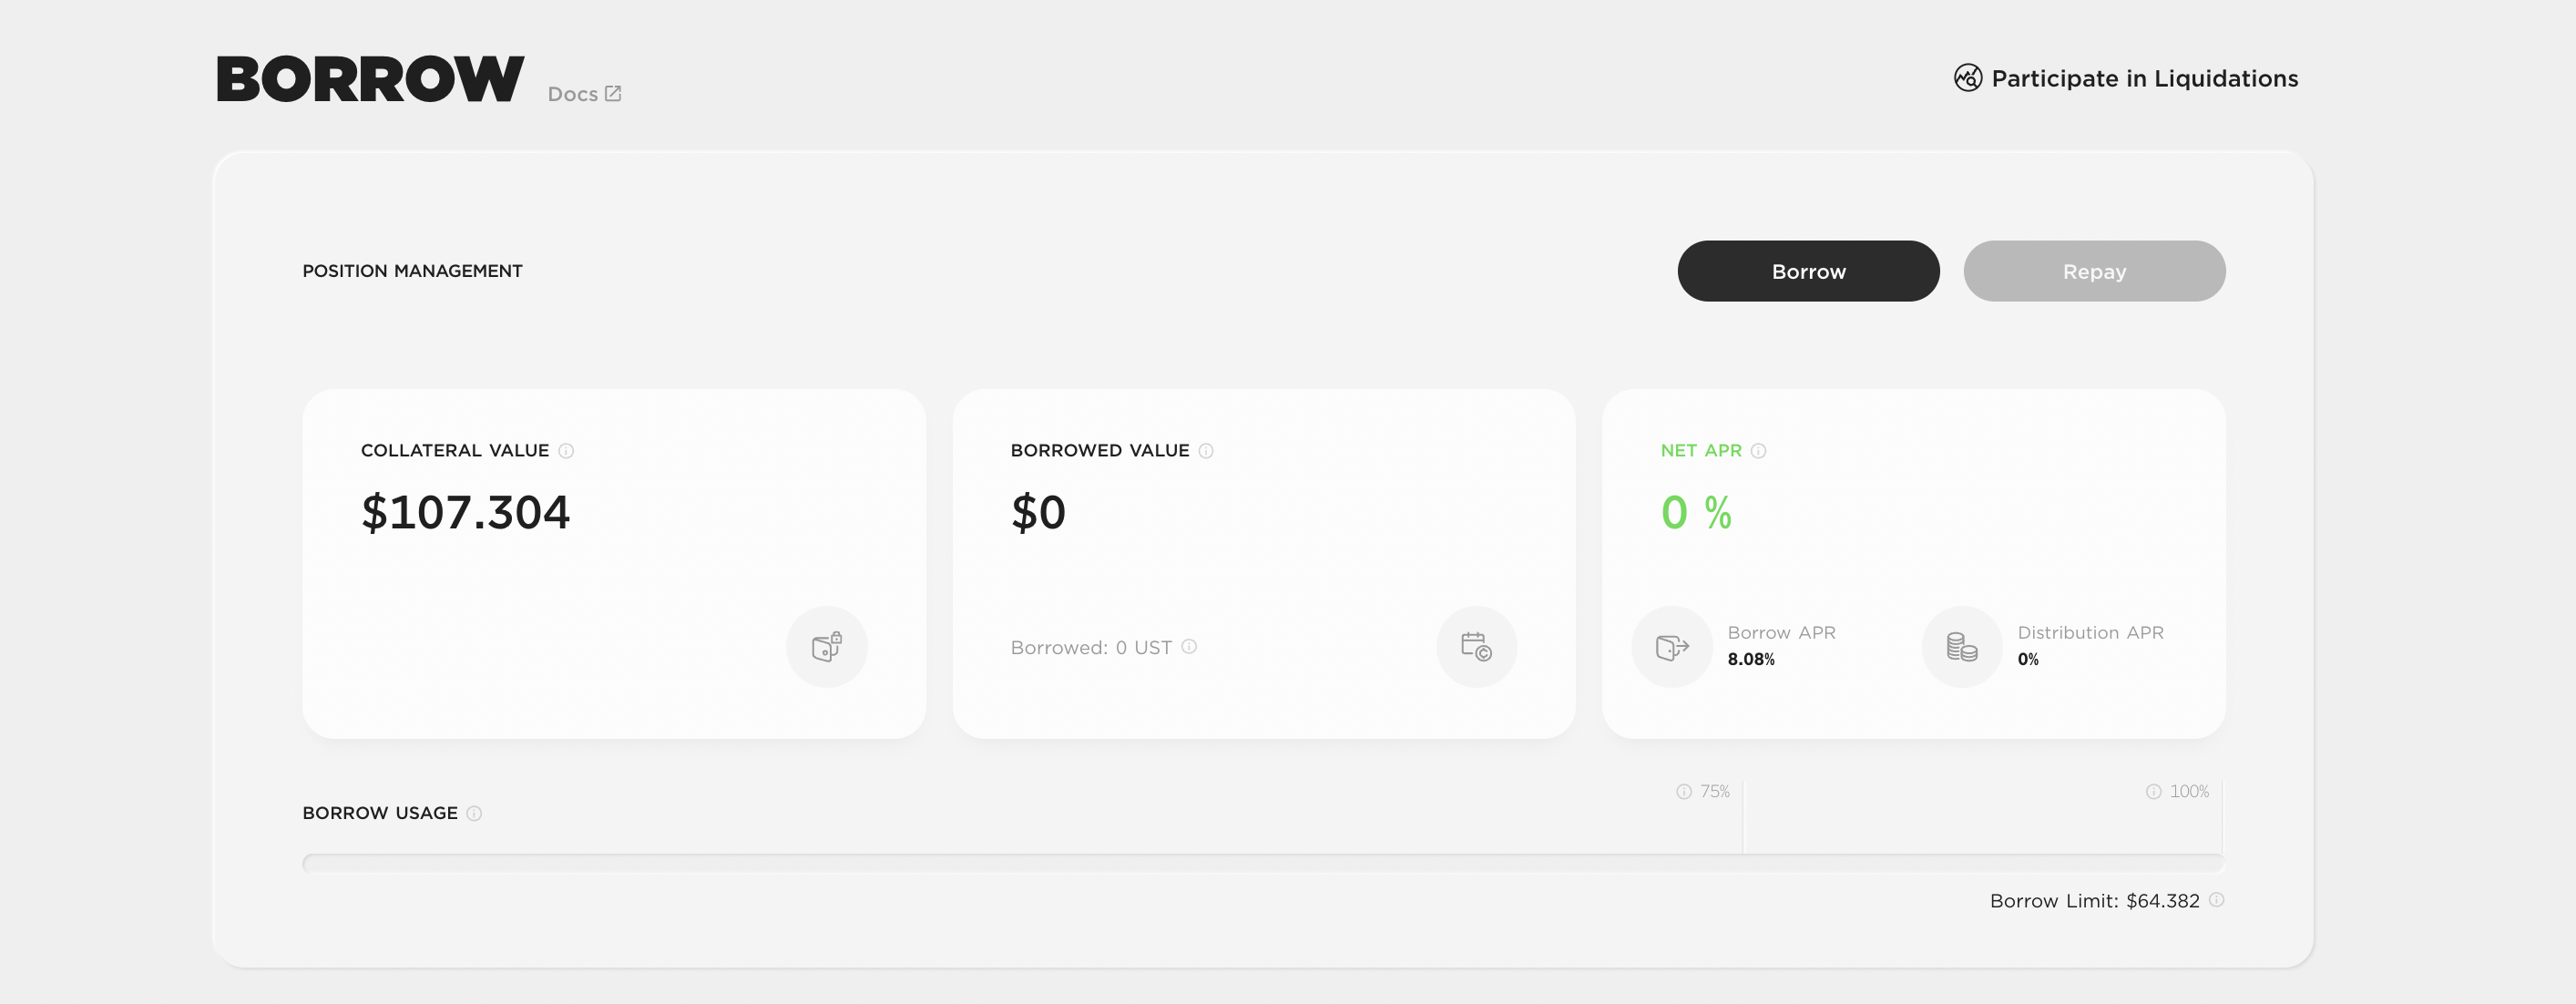 BORROW
Docs
Participate in Liquidations
POSITION MANAGEMENT
Borrow
Repay
COLLATERAL VALUE
$107.304
BORROWED VALUE
$0
Borrowed: 0 UST
NET APR
0 %
Borrow APR
8.08%
Distribution APR
0%
BORROW USAGE
75%
100%
Borrow Limit: $64.382